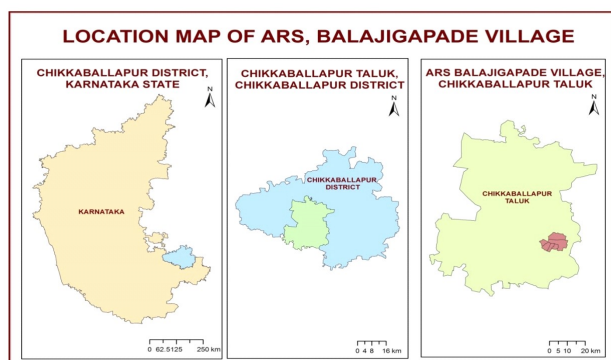 LOCATION MAP OF ARS, BALAJIGAPADE VILLAGE
CHIKKABALLAPUR DISTRICT,
KARNATAKA STATE
N
KARNATAKA
0 62.5125 250 km
CHIKKABALLAPUR TALUK,
CHIKKABALLAPUR DISTRICT
N
CHIKKABALLAPUR
DISTRICT
0 4 8 16 km
ARS BALAJIGAPADE VILLAGE,
CHIKKABALLAPUR TALUK
N
CHIKKABALLAPUR
TALUK
0 5 10 20 km